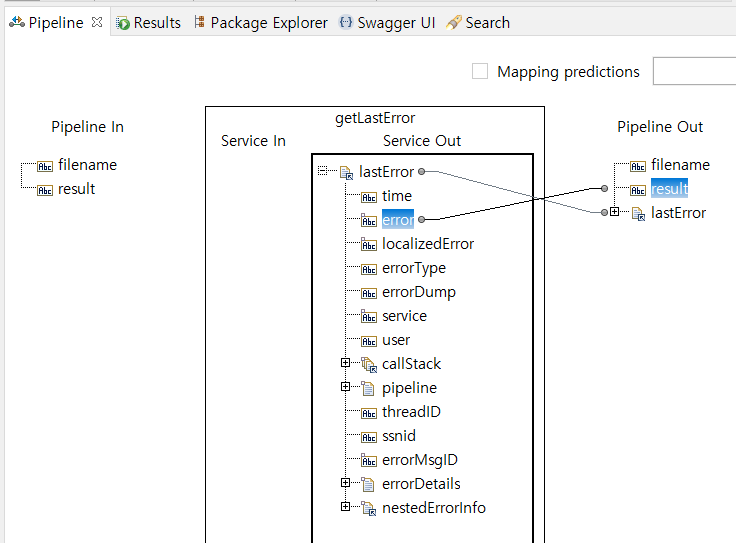 Pipeline
Results
Package Explorer
Swagger UI
Search
Mapping predictions
getLastError
Pipeline In
Service In
Service Out
Pipeline Out
filename
result
lastError
time
error
localizedError
errorType
errorDump
service
user
callStack
pipeline
threadID
ssnid
errorMsgID
errorDetails
nestedErrorInfo
filename
result
lastError